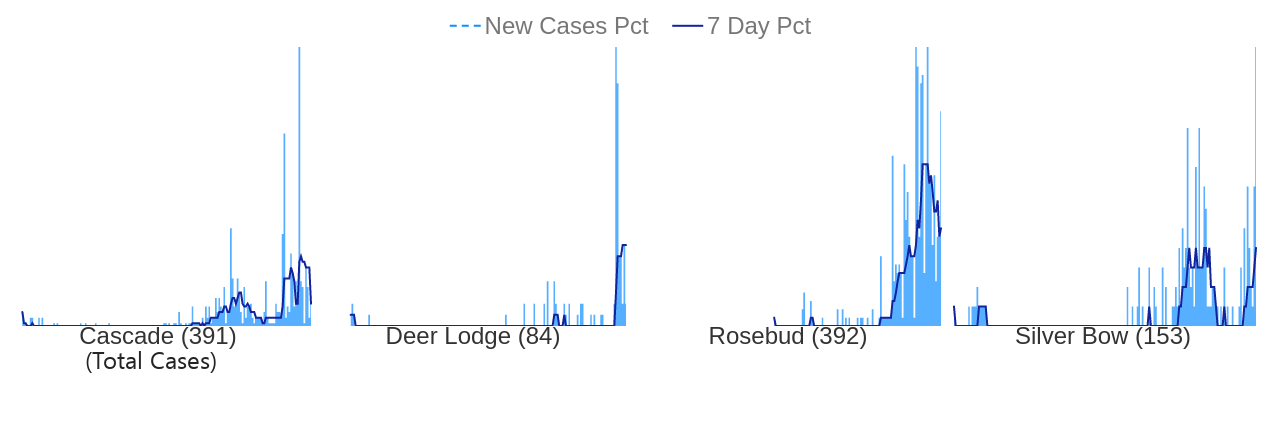 New Cases Pct 7 Day Pct
Cascade (391) Deer Lodge (84) Rosebud (392) Silver Bow (153)
(Total Cases)